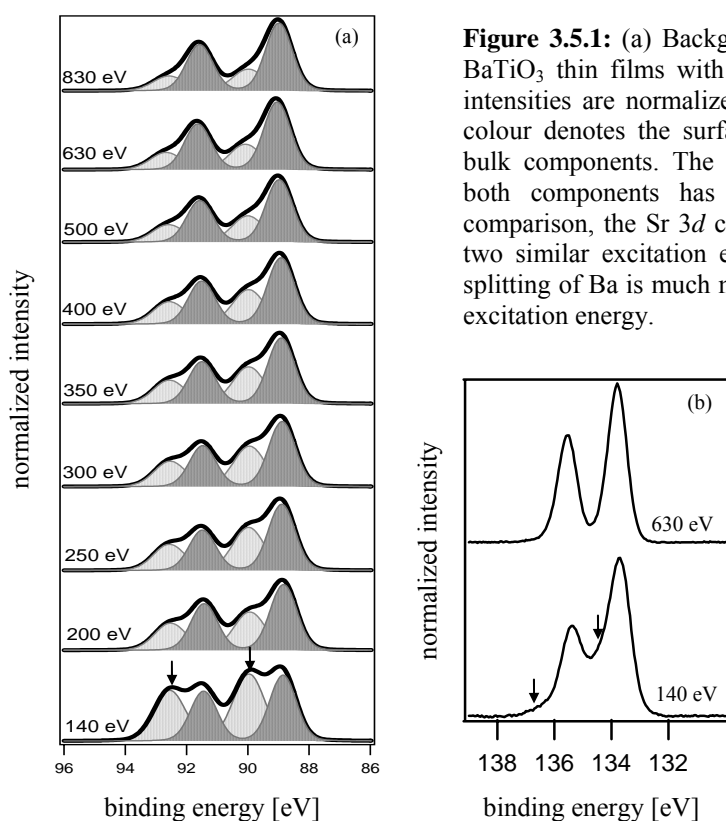 (a)
830 eV
630 eV
500 eV
400 eV
350 eV
300 eV
250 eV
200 eV
140 eV
normalized intensity
96 94 92 90 88 86
binding energy [eV]
Figure 3.5.1: (a) Backg
BaTiO3 thin films with
intensities are normalize
colour denotes the surfa
bulk components. The
both components has
comparison, the Sr 3d c
two similar excitation e
splitting of Ba is much n
excitation energy.
(b)
630 eV
140 eV
normalized intensity
138 136 134 132
binding energy [eV]